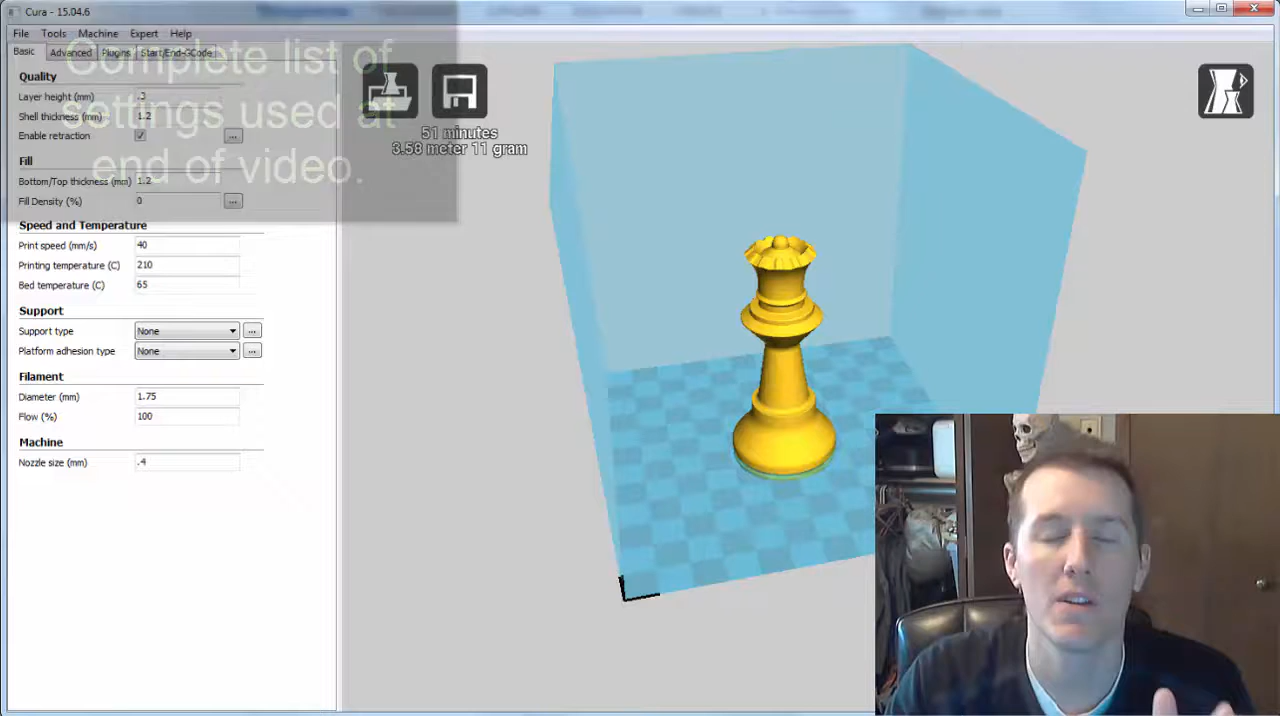 Cura - 15.04.6
File Tools Machine Expert Help
Basic Advanced Plugins Start/End-GCode
Complete list of
settings used at
end of video.
Quality
Layer height (mm) .3
Shell thickness (mm) 1.2
Enable retraction ...
Fill
Bottom/Top thickness (mm) 1.2
Fill Density (%) 0 ...
Speed and Temperature
Print speed (mm/s) 40
Printing temperature (C) 210
Bed temperature (C) 65
Support
Support type None ...
Platform adhesion type None ...
Filament
Diameter (mm) 1.75
Flow (%) 100
Machine
Nozzle size (mm) .4
51 minutes
3.58 meter 11 gram